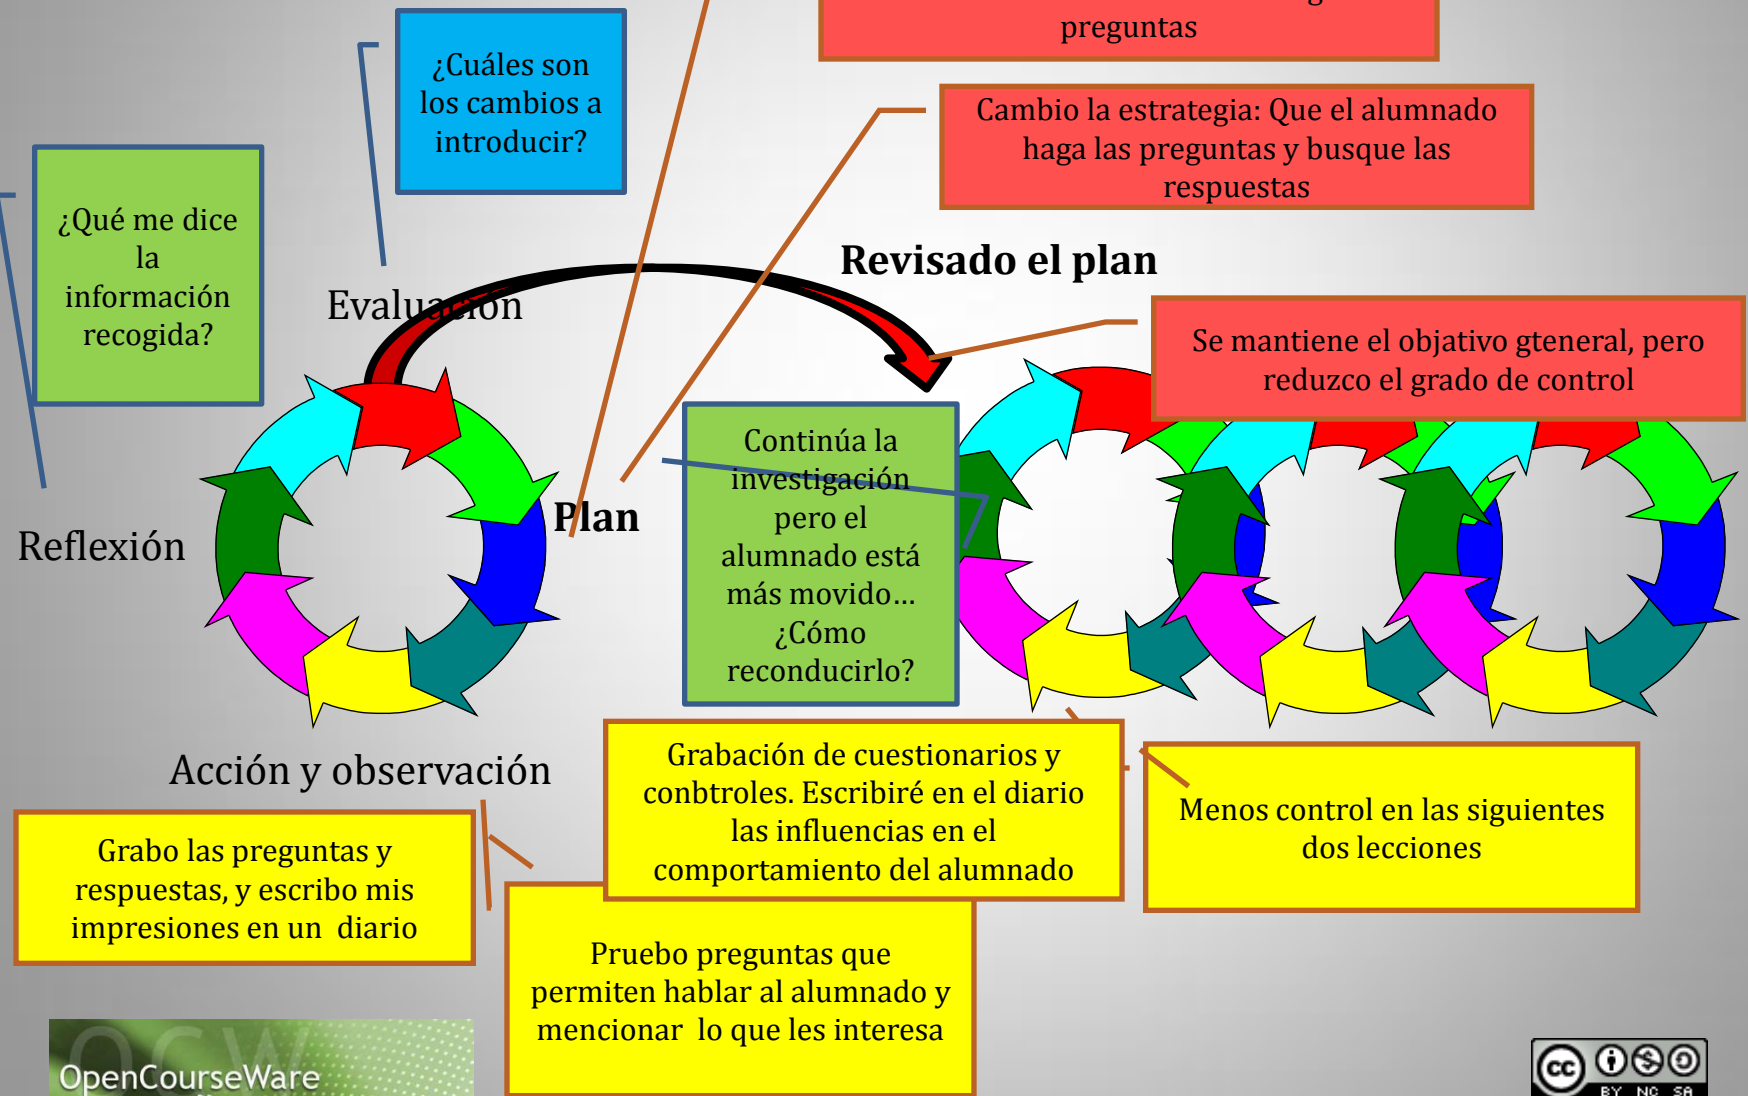 preguntas
¿Cuáles son
los cambios a
introducir?
Cambio la estrategia: Que el alumnado
haga las preguntas y busque las
respuestas
¿Qué me dice
la
información
recogida?
Revisado el plan
Evaluación
Se mantiene el objativo gteneral, pero
reduzco el grado de control
Continúa la
investigación
pero el
alumnado está
más movido...
¿Cómo
reconducirlo?
Plan
Reflexión
Acción y observación
Grabación de cuestionarios y
conbtroles. Escribiré en el diario
las influencias en el
comportamiento del alumnado
Menos control en las siguientes
dos lecciones
Grabo las preguntas y
respuestas, y escribo mis
impresiones en un diario
Pruebo preguntas que
permiten hablar al alumnado y
mencionar lo que les interesa
OCW
OpenCourseWare
cc
BY NC SA